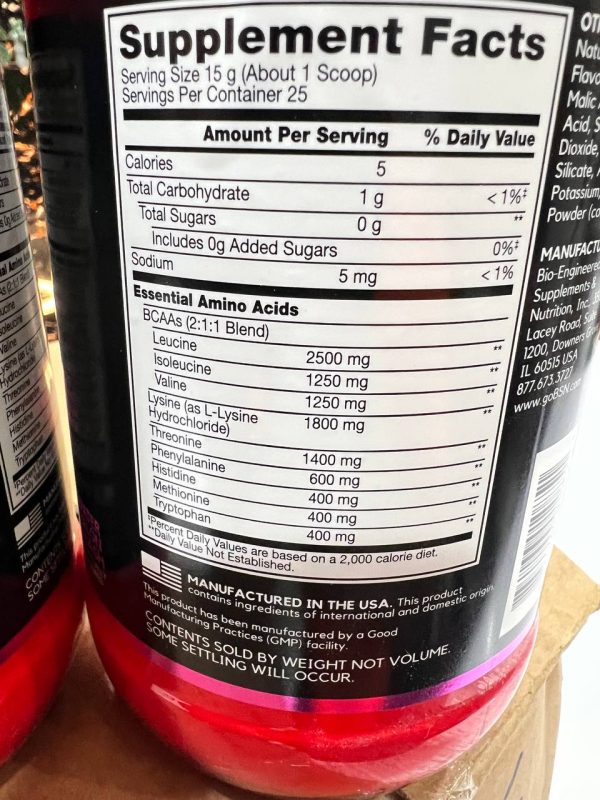 Supplement Facts
Serving Size 15 g (About 1 Scoop)
Servings Per Container 25
Amount Per Serving % Daily Value
Calories 5
Total Carbohydrate 1 g <1%‡
Total Sugars 0 g **
Includes 0g Added Sugars 0%‡
Sodium 5 mg <1%
Essential Amino Acids
BCAAs (2:1:1 Blend)
Leucine 2500 mg **
Isoleucine 1250 mg **
Valine 1250 mg **
Lysine (as L-Lysine 1800 mg **
Hydrochloride)
Threonine 1400 mg **
Phenylalanine 600 mg **
Histidine 400 mg **
Methionine 400 mg **
Tryptophan 400 mg
‡Percent Daily Values are based on a 2,000 calorie diet.
**Daily Value Not Established.
MANUFACTURED IN THE USA. This product
contains ingredients of international and domestic origin.
This product has been manufactured by a Good
Manufacturing Practices (GMP) facility.
CONTENTS SOLD BY WEIGHT NOT VOLUME.
SOME SETTLING WILL OCCUR.
Malic
Acid,
Dioxide,
Silicate,
Potassium,
Powder
Bio-Engineered
Supplements &
Nutrition, Inc.
Lacey Road,
1200, Downers
IL 60515 USA
877.673.3727
www.goBSN.com